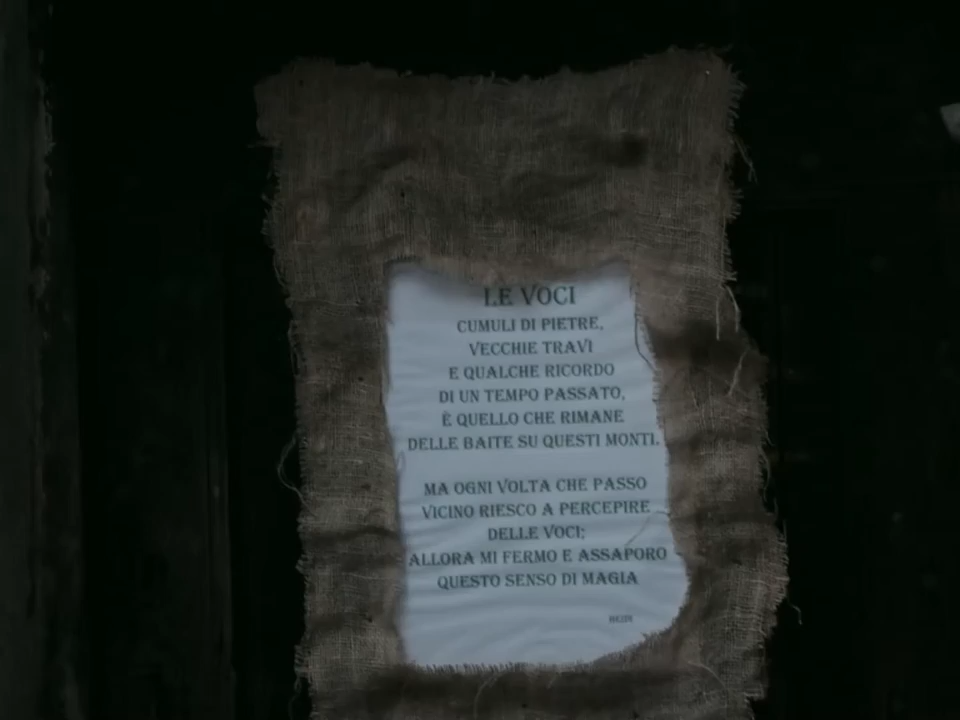 LE VOCI
CUMULI DI PIETRE,
VECCHIE TRAVI
E QUALCHE RICORDO
DI UN TEMPO PASSATO,
È QUELLO CHE RIMANE
DELLE BAITE SU QUESTI MONTI.
MA OGNI VOLTA CHE PASSO
VICINO RIESCO A PERCEPIRE
DELLE VOCI;
ALLORA MI FERMO E ASSAPORO
QUESTO SENSO DI MAGIA